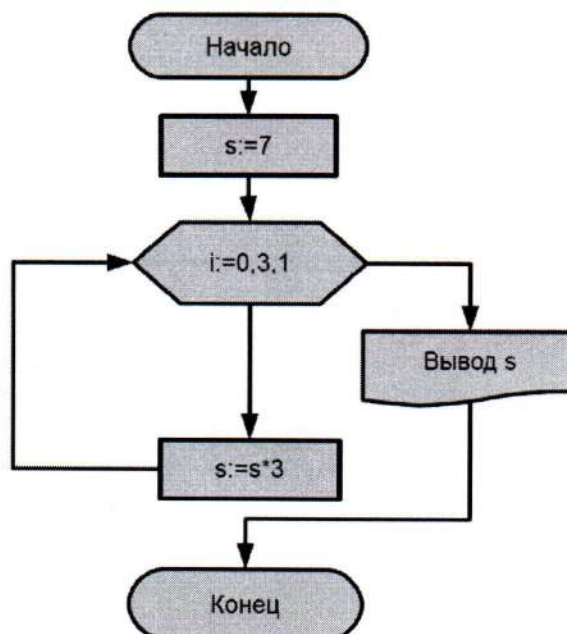 Начало
s:=7
i:=0,3,1
Вывод s
s:=s*3
Конец